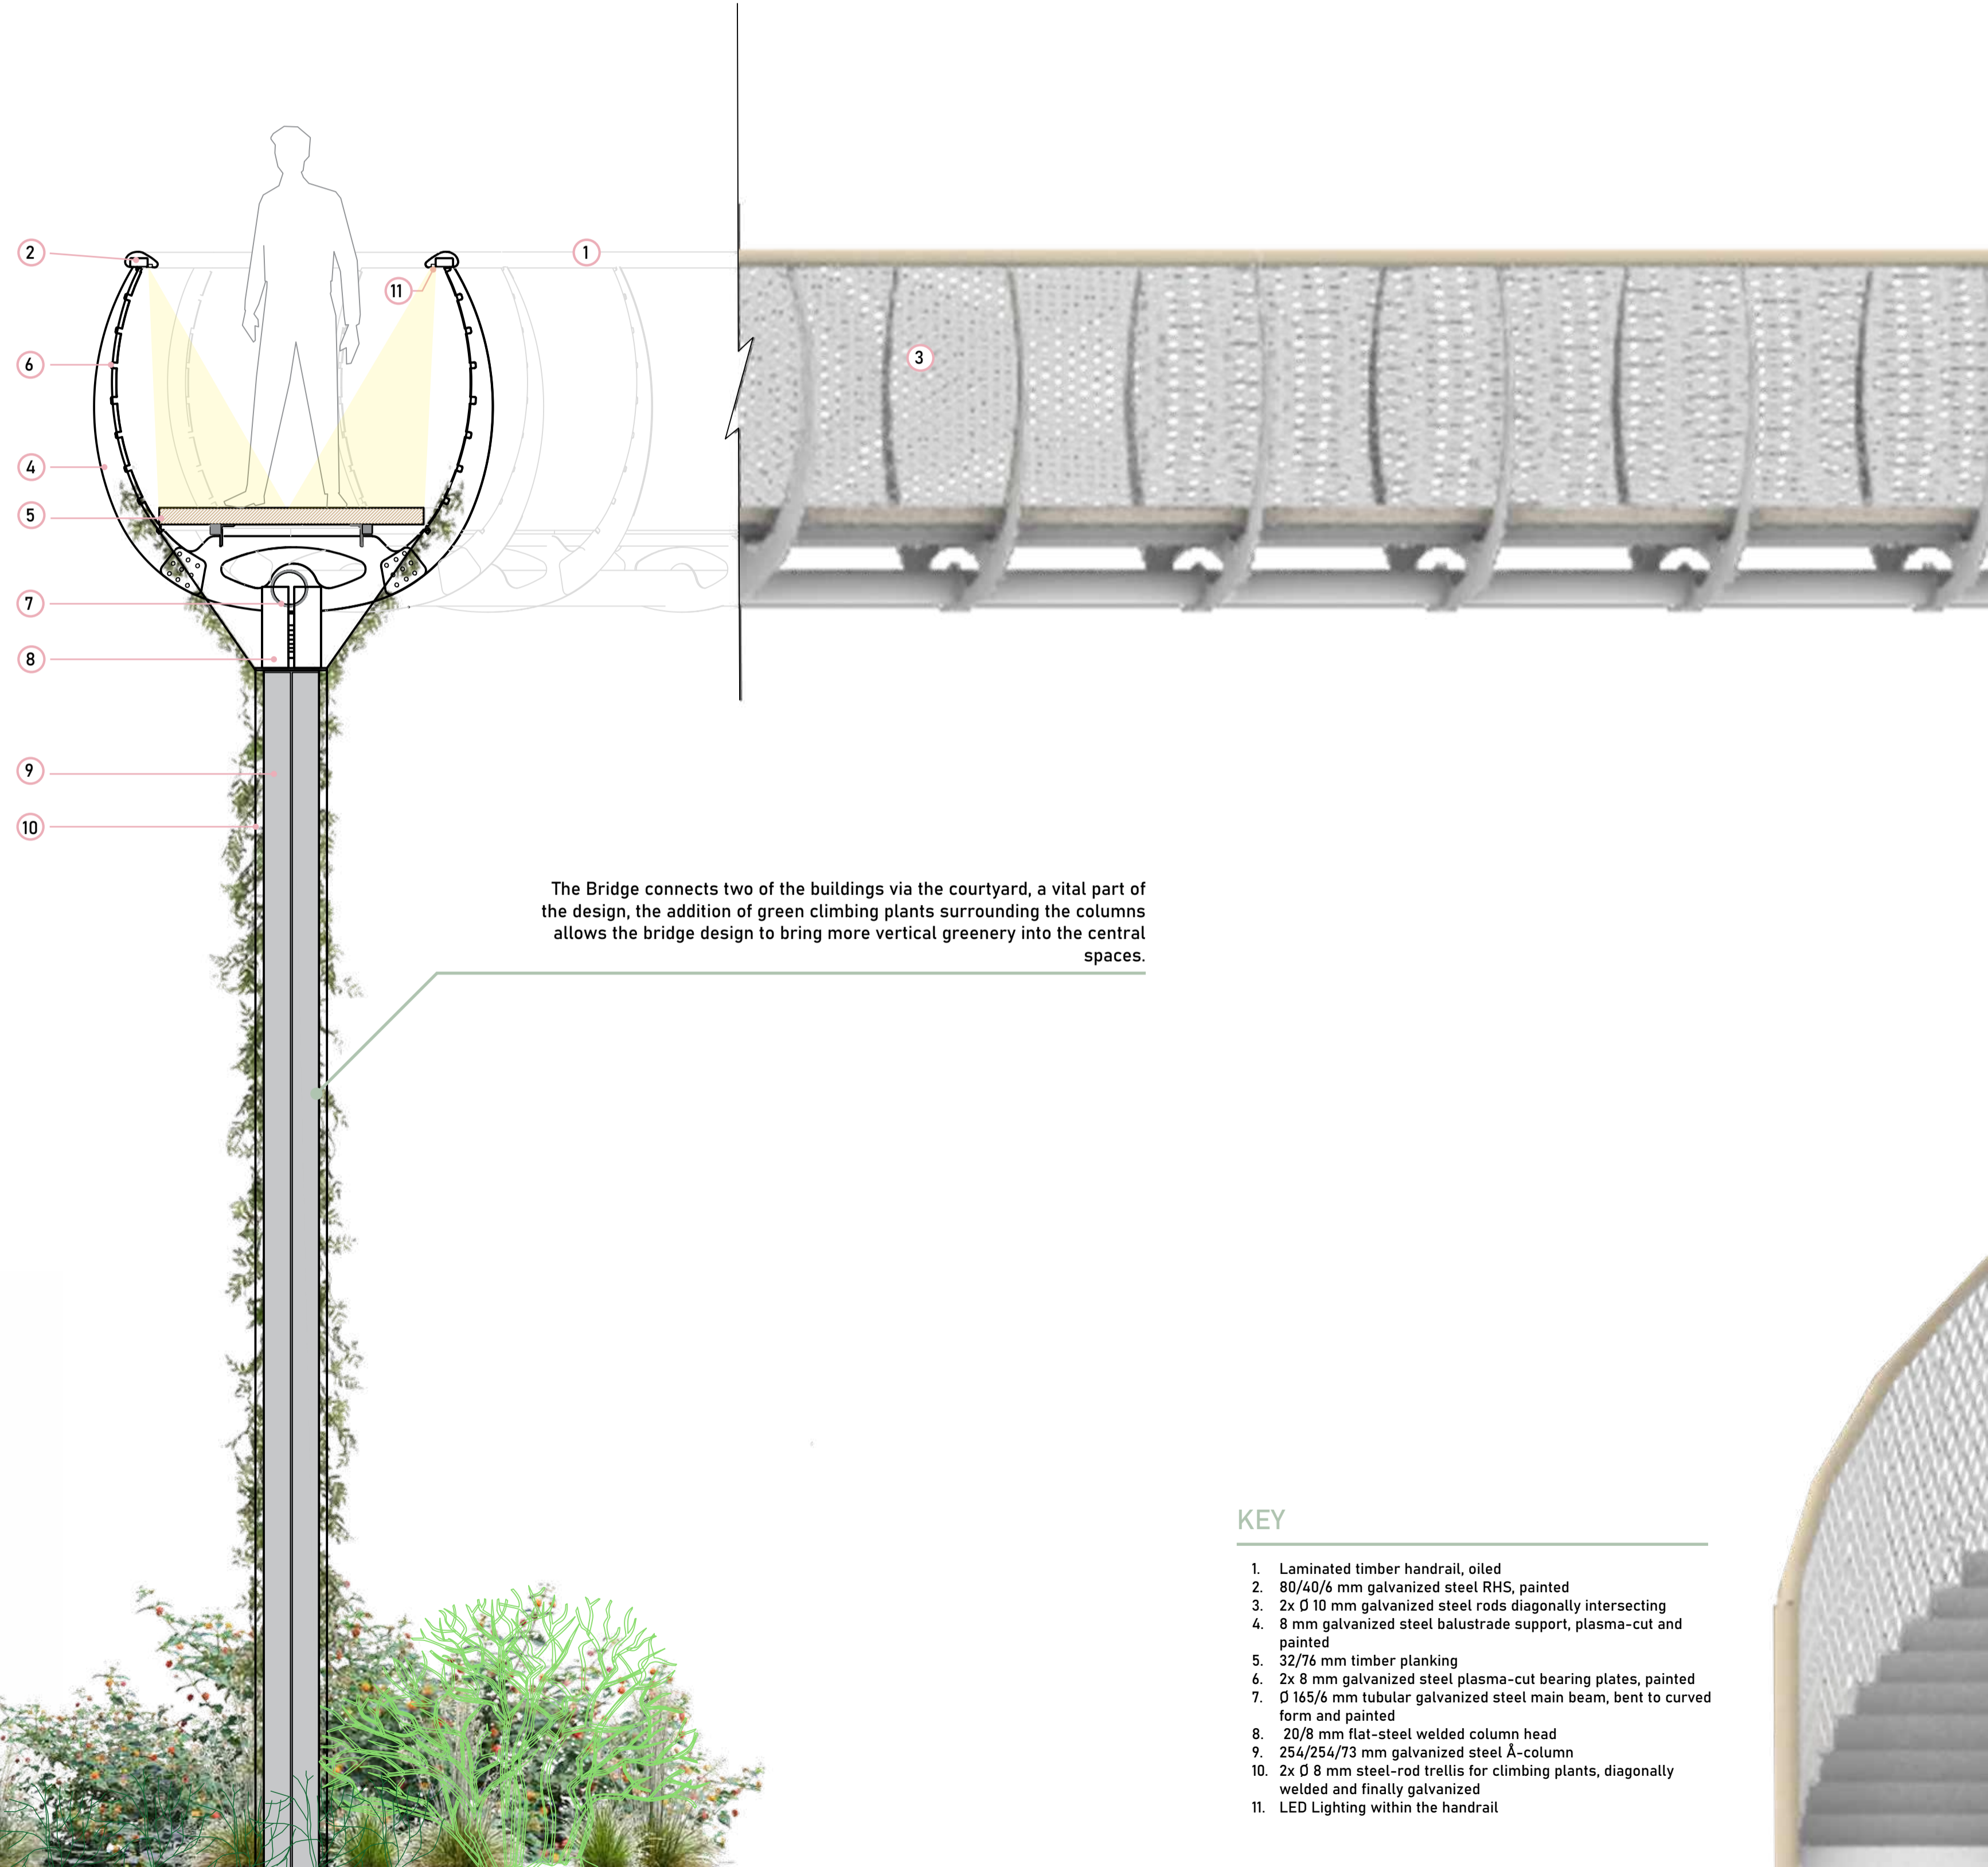 2
1
11
6
3
4
5
7
8
9
10
The Bridge connects two of the buildings via the courtyard, a vital part of
the design, the addition of green climbing plants surrounding the columns
allows the bridge design to bring more vertical greenery into the central
spaces.
KEY
1. Laminated timber handrail, oiled
2. 80/40/6 mm galvanized steel RHS, painted
3. 2x Ø 10 mm galvanized steel rods diagonally intersecting
4. 8 mm galvanized steel balustrade support, plasma-cut and
painted
5. 32/76 mm timber planking
6. 2x 8 mm galvanized steel plasma-cut bearing plates, painted
7. Ø 165/6 mm tubular galvanized steel main beam, bent to curved
form and painted
8. 20/8 mm flat-steel welded column head
9. 254/254/73 mm galvanized steel Å-column
10. 2x Ø 8 mm steel-rod trellis for climbing plants, diagonally
welded and finally galvanized
11. LED Lighting within the handrail